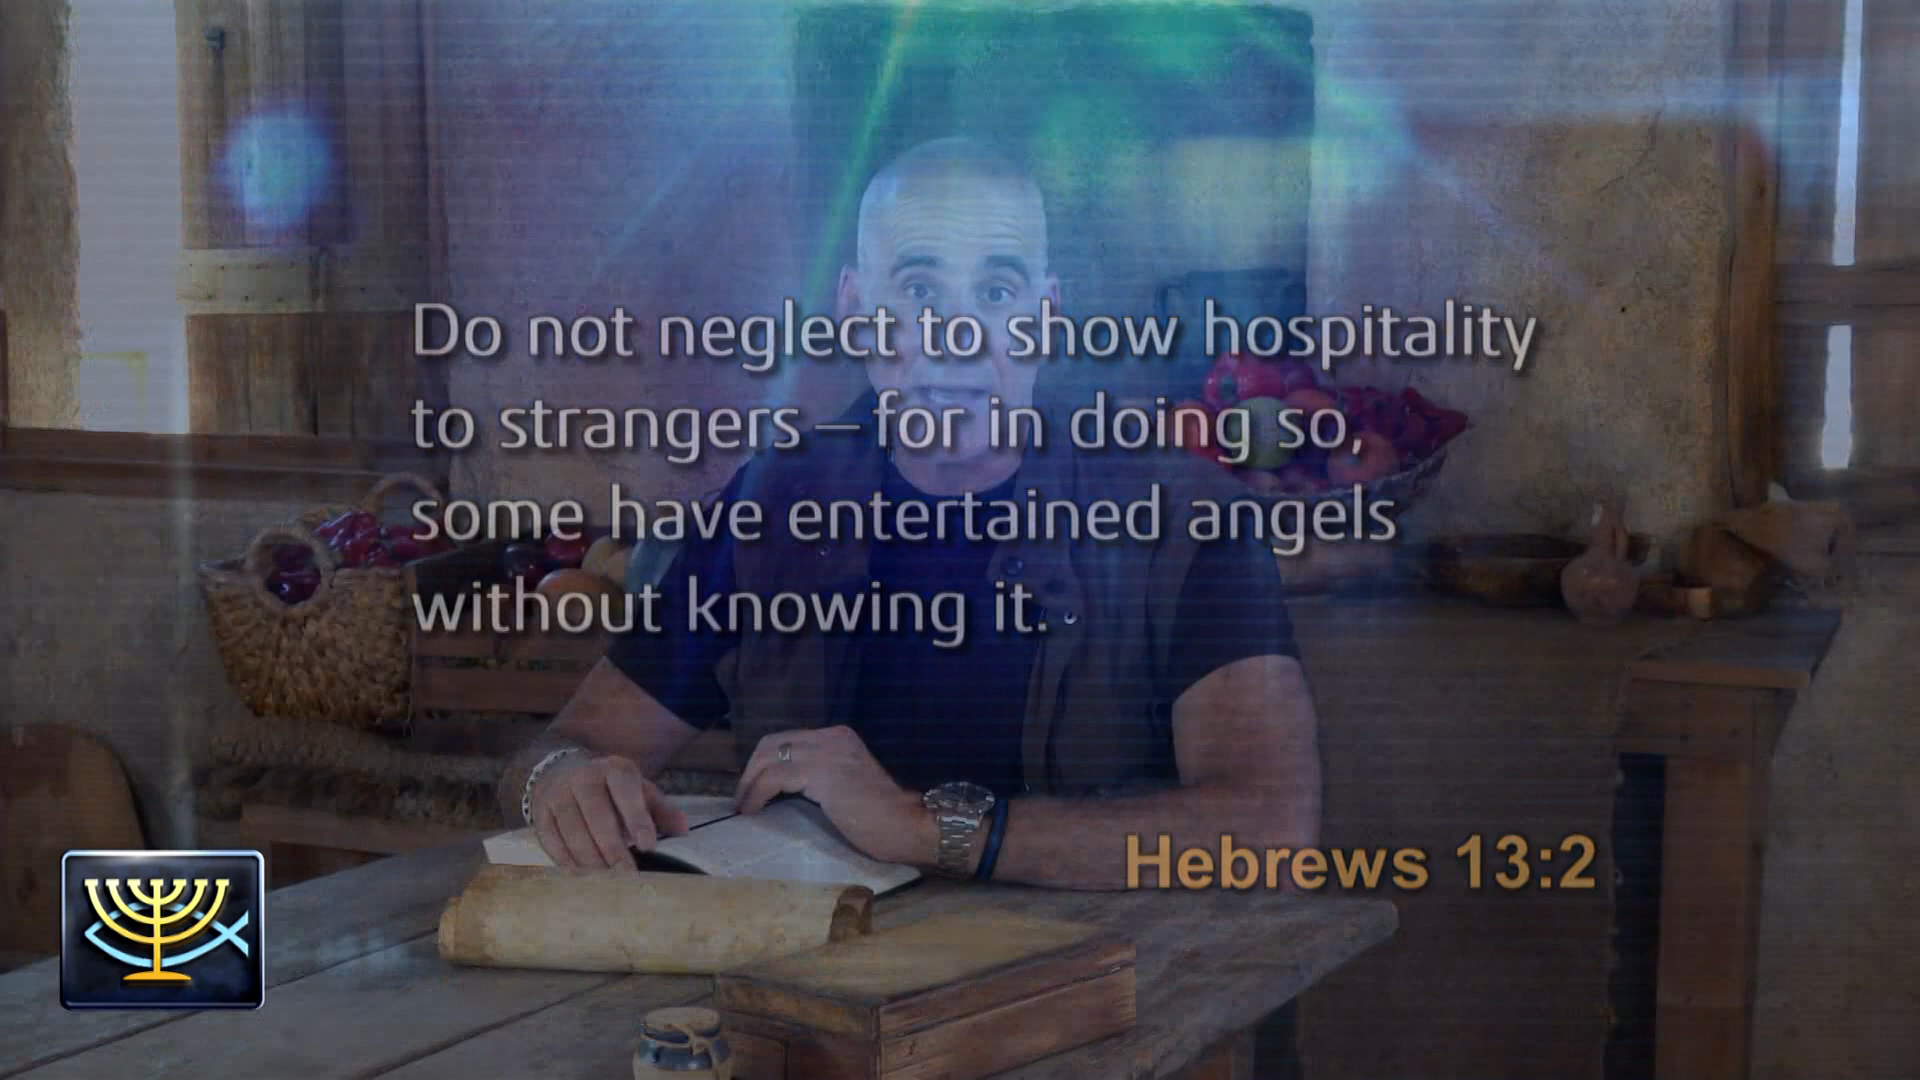 Do not neglect to show hospitality
to strangers – for in doing so,
some have entertained angels
without knowing it.
Hebrews 13:2